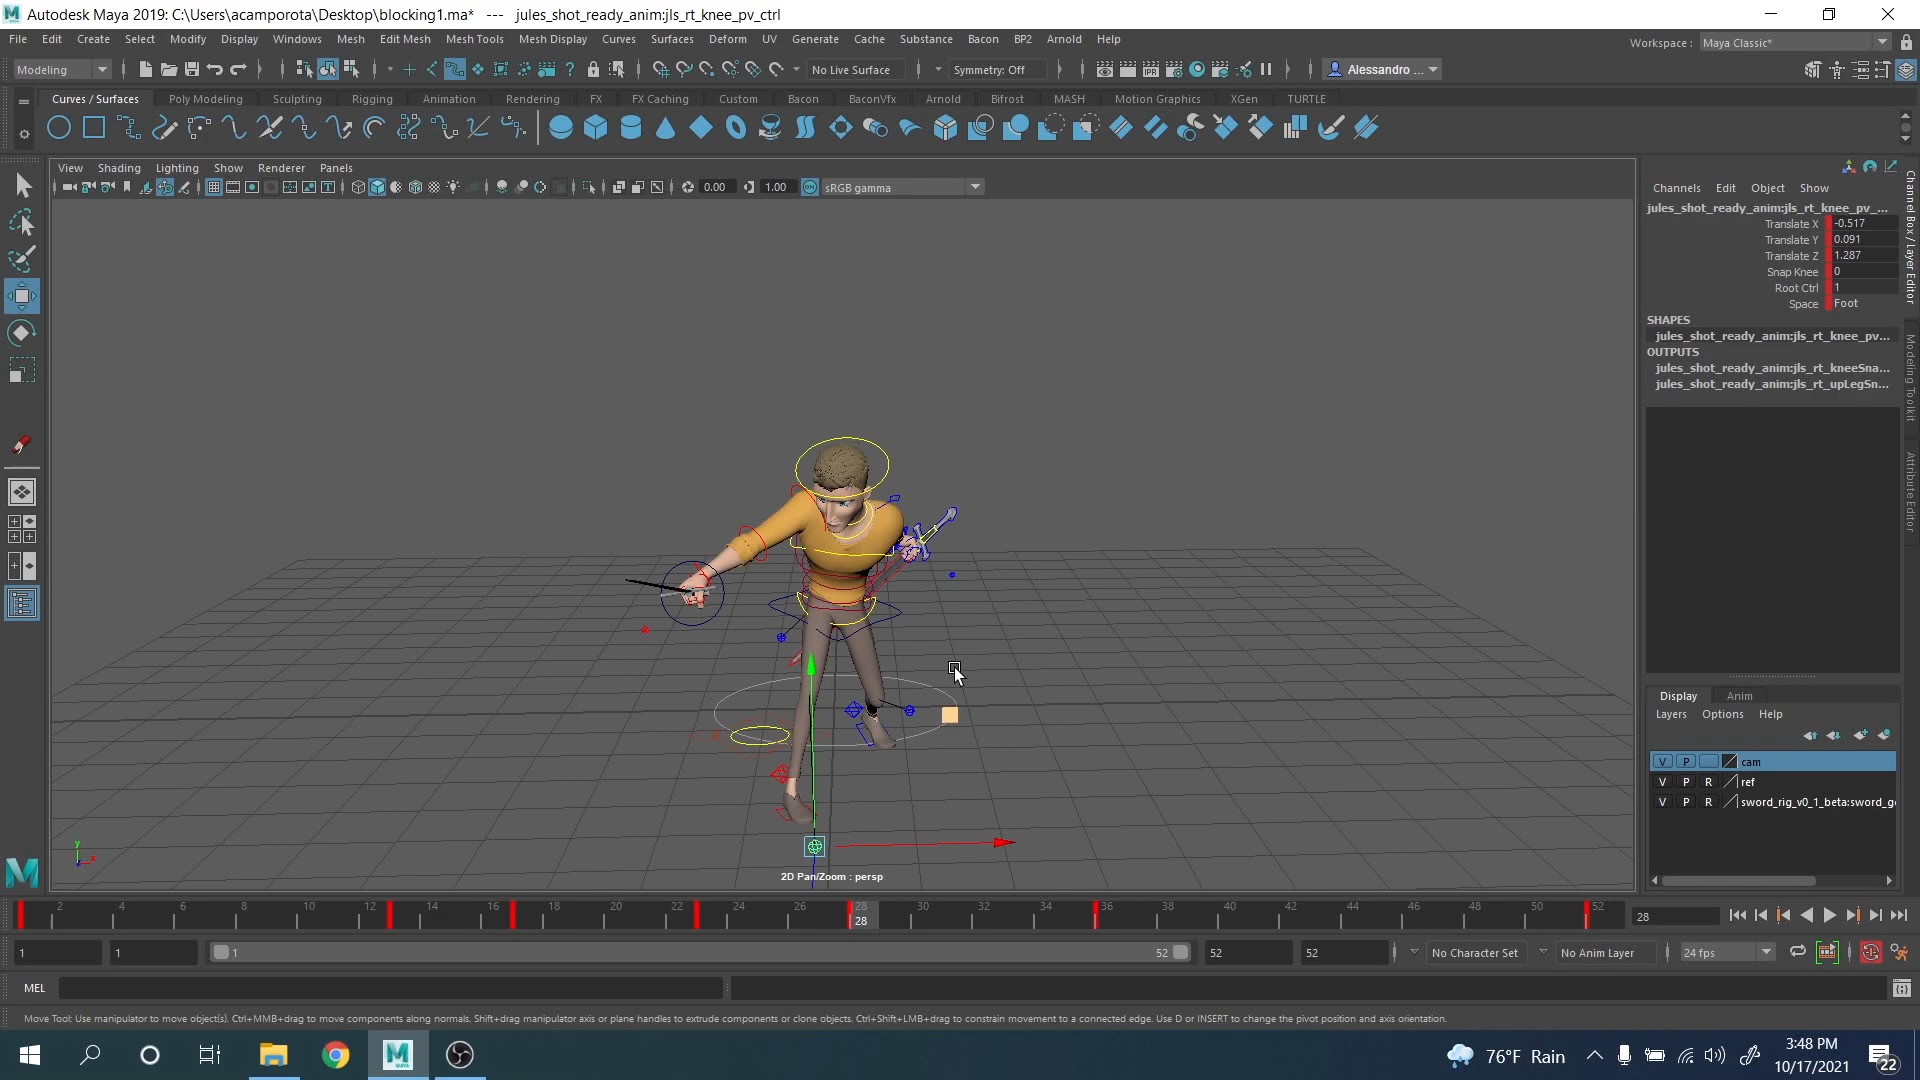 Autodesk Maya 2019: C:\Users\acamporota\Desktop\blocking1.ma* --- jules_shot_ready_anim:jls_rt_knee_pv_ctrl
File Edit Create Select Modify Display Windows Mesh Edit Mesh Mesh Tools Mesh Display Curves Surfaces Deform UV Generate Cache Substance Bacon BP2 Arnold Help
Workspace : Maya Classic*
Modeling No Live Surface Symmetry: Off Alessandro ...
Curves / Surfaces Poly Modeling Sculpting Rigging Animation Rendering FX FX Caching Custom Bacon BaconVfx Arnold Bifrost MASH Motion Graphics XGen TURTLE
View Shading Lighting Show Renderer Panels
0.00 1.00 sRGB gamma
Channels Edit Object Show
jules_shot_ready_anim:jls_rt_knee_pv_...
Translate X -0.517
Translate Y 0.091
Translate Z 1.287
Snap Knee 0
Root Ctrl 1
Space Foot
SHAPES
jules_shot_ready_anim:jls_rt_knee_pv...
OUTPUTS
jules_shot_ready_anim:jls_rt_kneeSna...
jules_shot_ready_anim:jls_rt_upLegSn...
Channel Box / Layer Editor
Modeling Toolkit
Attribute Editor
Display Anim
Layers Options Help
V P cam
V P R ref
V P R sword_rig_v0_1_beta:sword_g
y
x
2D Pan/Zoom : persp
2 4 6 8 10 12 14 16 18 20 22 24 26 28 30 32 34 36 38 40 42 44 46 48 50 52
28
28
1 1 1 52 52 52 No Character Set No Anim Layer 24 fps
MEL
Move Tool: Use manipulator to move object(s). Ctrl+MMB+drag to move components along normals. Shift+drag manipulator axis or plane handles to extrude components or clone objects. Ctrl+Shift+LMB+drag to constrain movement to a connected edge. Use D or INSERT to change the pivot position and axis orientation.
76°F Rain
3:48 PM
10/17/2021
22